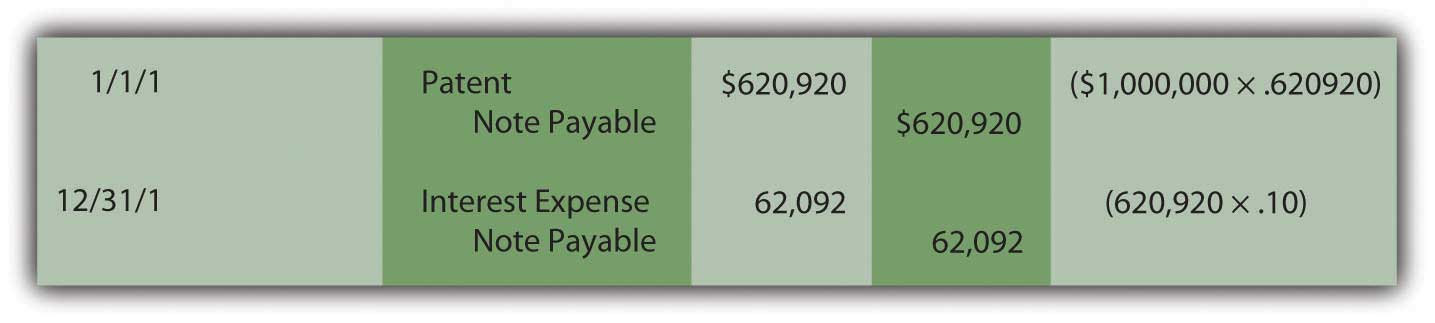 1/1/1 Patent $620,920 ($1,000,000 × .620920)
Note Payable $620,920
12/31/1 Interest Expense 62,092 (620,920 × .10)
Note Payable 62,092